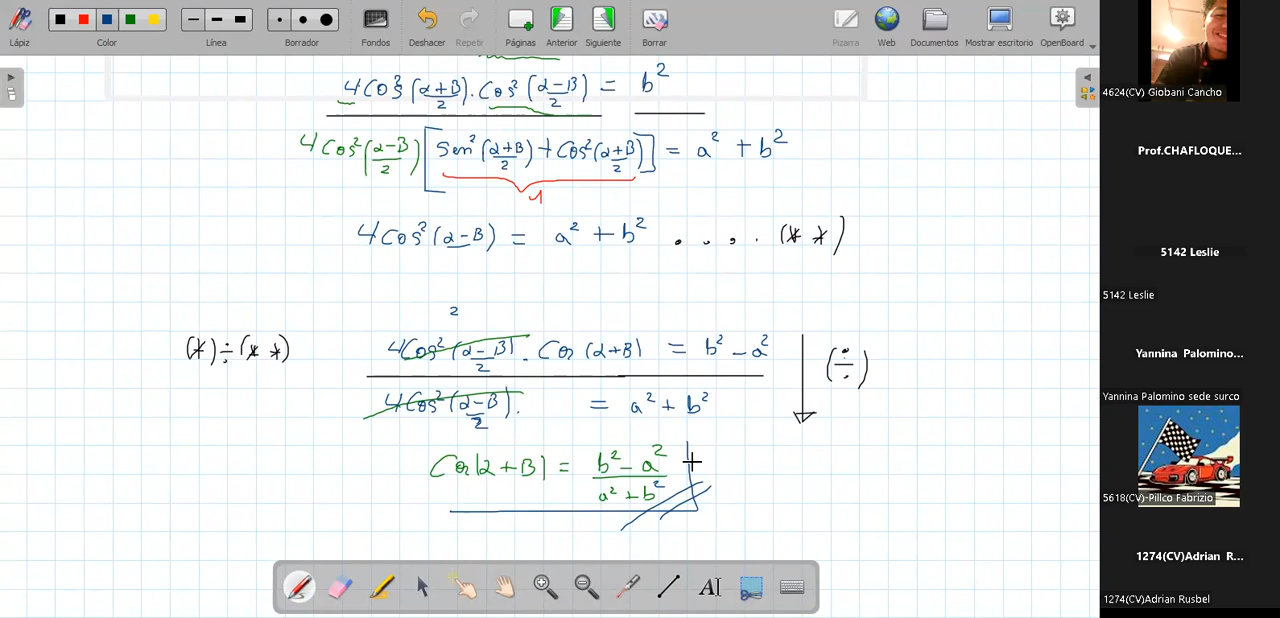 Lápiz Color Línea Borrador Fondos Deshacer Repetir Páginas Anterior Siguiente Borrar Pizarra Web Documentos Mostrar escritorio OpenBoard
4Cos²(α+B/2).Cos²(α-B/2) = b²
4Cos²(α-B/2)[Sen²(α+B/2)+Cos²(α+B/2)] = a² + b²
1
4Cos²(α-B) = a² + b² . . . . (* *)
2
(*)÷(* *)
4Cos²(α-B/2).Cos(α+B) = b² - a²
(÷)
4Cos²(α-B/2). = a² + b²
Cos(α+B) = b² - a² / a² + b²
4624(CV) Giobani Cancho
Prof.CHAFLOQUE...
5142 Leslie
5142 Leslie
Yannina Palomino...
Yannina Palomino sede surco
5618(CV)-Pillco Fabrizio
1274(CV)Adrian R...
1274(CV)Adrian Rusbel